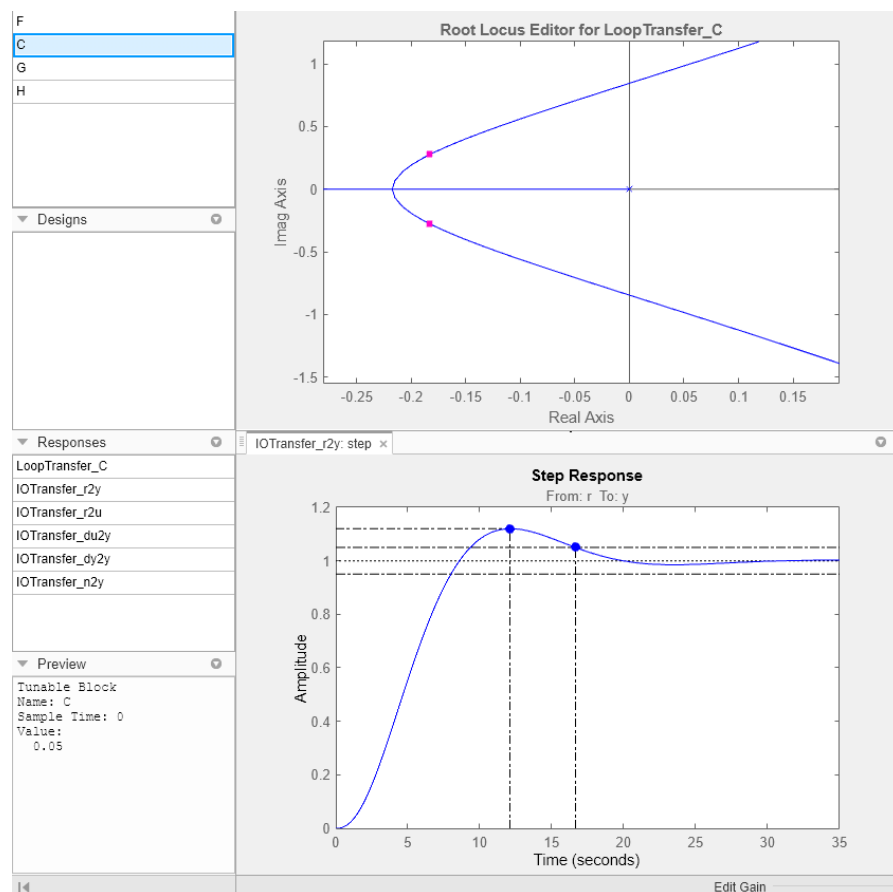 F
C
G
H
Designs
Responses
LoopTransfer_C
IOTransfer_r2y
IOTransfer_r2u
IOTransfer_du2y
IOTransfer_dy2y
IOTransfer_n2y
Preview
Tunable Block
Name: C
Sample Time: 0
Value:
0.05
Root Locus Editor for LoopTransfer_C
Imag Axis
1
0.5
0
-0.5
-1
-1.5
-0.25 -0.2 -0.15 -0.1 -0.05 0 0.05 0.1 0.15
Real Axis
IOTransfer_r2y: step ×
Step Response
From: r To: y
Amplitude
1.2
1
0.8
0.6
0.4
0.2
0
0 5 10 15 20 25 30 35
Time (seconds)
Edit Gain